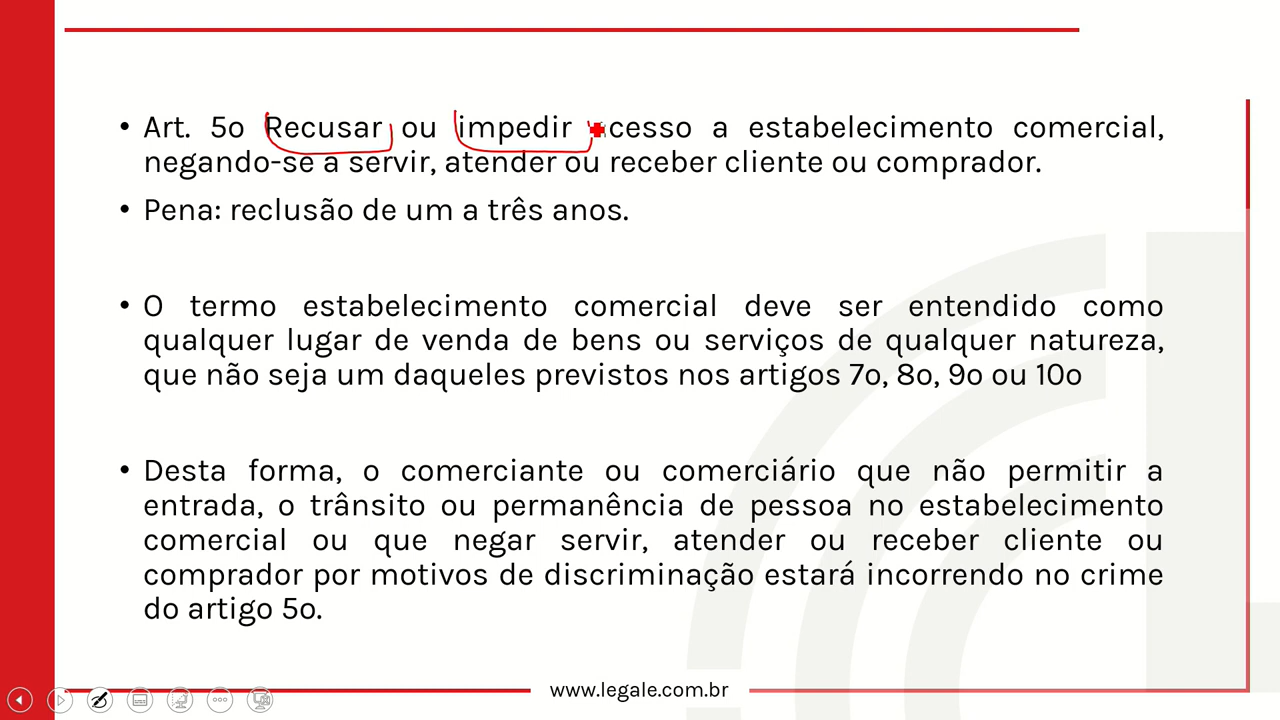 • Art. 5o Recusar ou impedir acesso a estabelecimento comercial,
negando-se a servir, atender ou receber cliente ou comprador.
• Pena: reclusão de um a três anos.
• O termo estabelecimento comercial deve ser entendido como
qualquer lugar de venda de bens ou serviços de qualquer natureza,
que não seja um daqueles previstos nos artigos 7o, 8o, 9o ou 10o
• Desta forma, o comerciante ou comerciário que não permitir a
entrada, o trânsito ou permanência de pessoa no estabelecimento
comercial ou que negar servir, atender ou receber cliente ou
comprador por motivos de discriminação estará incorrendo no crime
do artigo 5o.
www.legale.com.br